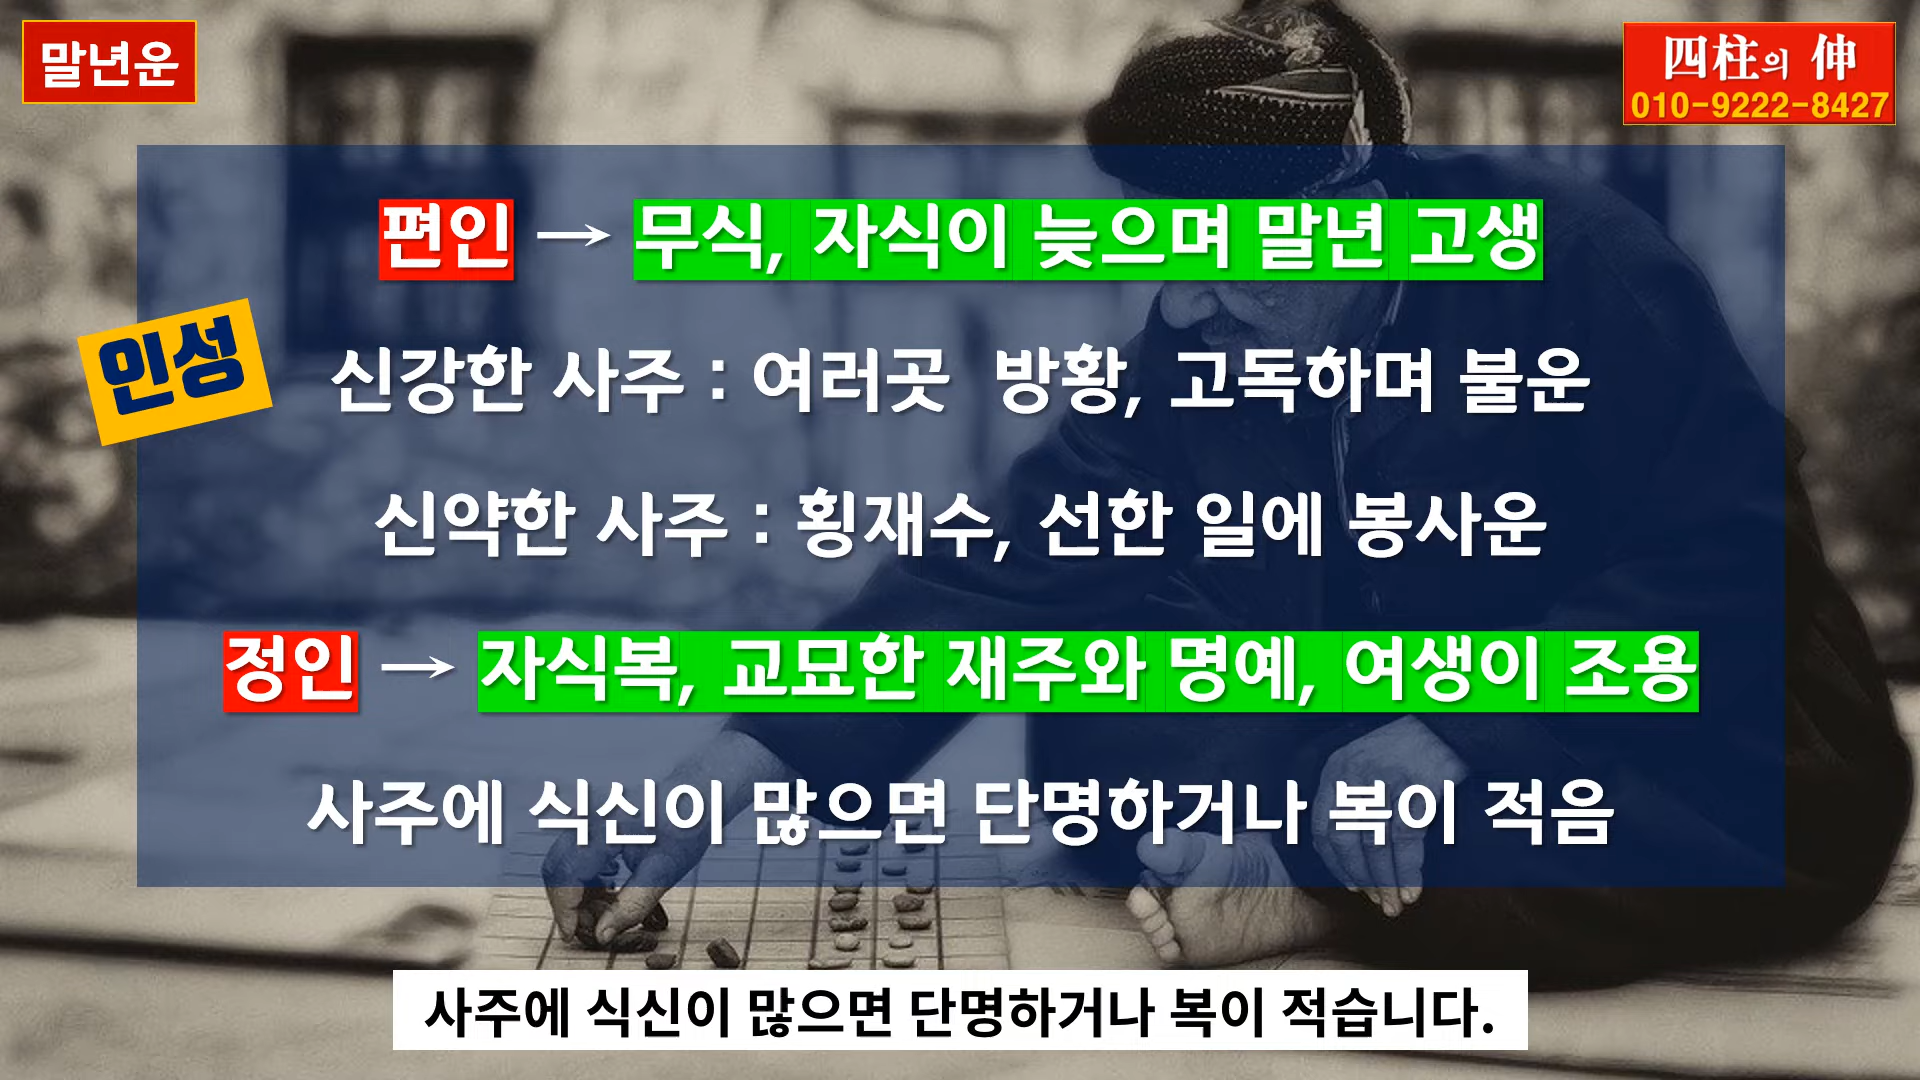 말년운
四柱의 伸
010-9222-8427
편인 → 무식, 자식이 늦으며 말년 고생
인성
신강한 사주 : 여러곳 방황, 고독하며 불운
신약한 사주 : 횡재수, 선한 일에 봉사운
정인 → 자식복, 교묘한 재주와 명예, 여생이 조용
사주에 식신이 많으면 단명하거나 복이 적음
사주에 식신이 많으면 단명하거나 복이 적습니다.